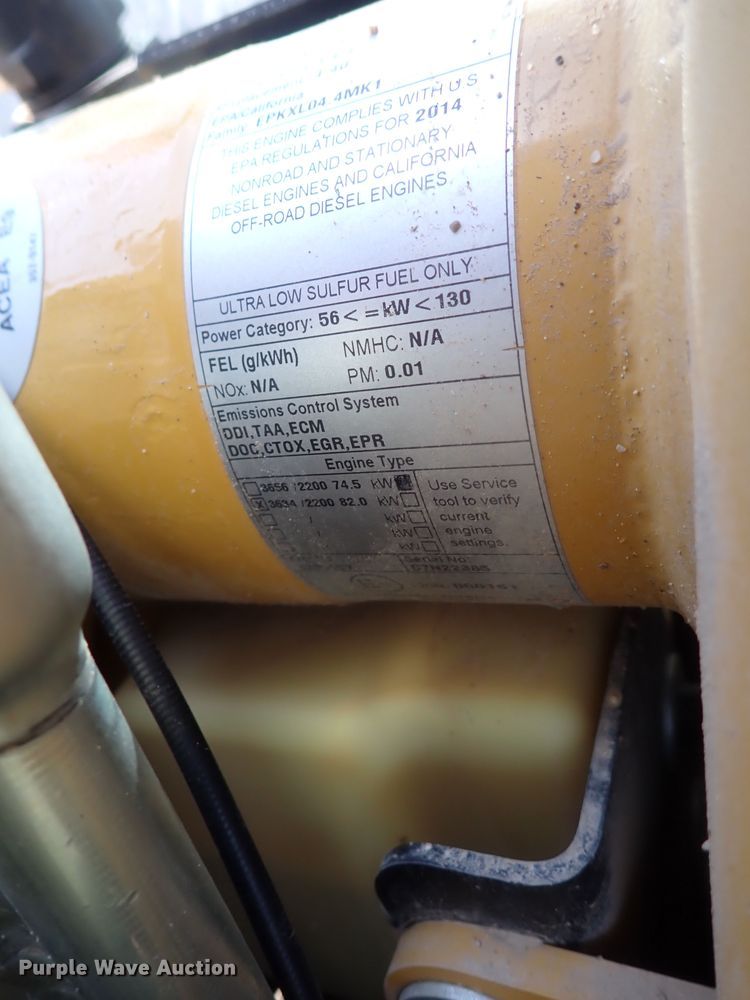 EPA/California
Family: EPKXL04.4MK1
THIS ENGINE COMPLIES WITH U S
EPA REGULATIONS FOR 2014
NONROAD AND STATIONARY
DIESEL ENGINES AND CALIFORNIA
OFF-ROAD DIESEL ENGINES.
ULTRA LOW SULFUR FUEL ONLY
Power Category: 56 < = kW < 130
FEL (g/kWh) NMHC: N/A
NOx: N/A PM: 0.01
Emissions Control System
DDI,TAA,ECM
DOC,CTOX,EGR,EPR
Engine Type
3656 /2200 74.5 kW
X 3634 /2200 82.0 kW
/ kW
/ kW
kW
Use Service
tool to verify
current
engine
settings.
Serial No:
ACEA E9
Purple Wave Auction